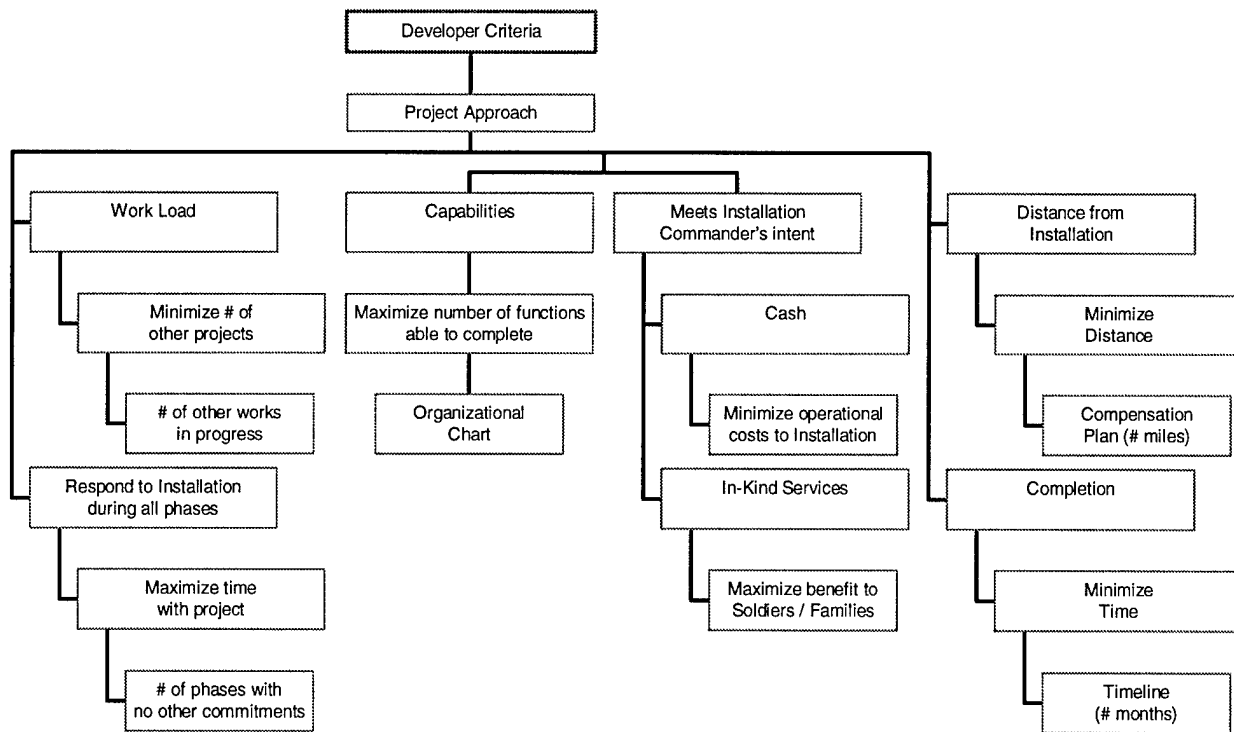 Developer Criteria
Project Approach
Work Load
Minimize # of
other projects
# of other works
in progress
Respond to Installation
during all phases
Maximize time
with project
# of phases with
no other commitments
Capabilities
Maximize number of functions
able to complete
Organizational
Chart
Meets Installation
Commander's intent
Cash
Minimize operational
costs to Installation
In-Kind Services
Maximize benefit to
Soldiers / Families
Distance from
Installation
Minimize
Distance
Compensation
Plan (# miles)
Completion
Minimize
Time
Timeline
(# months)